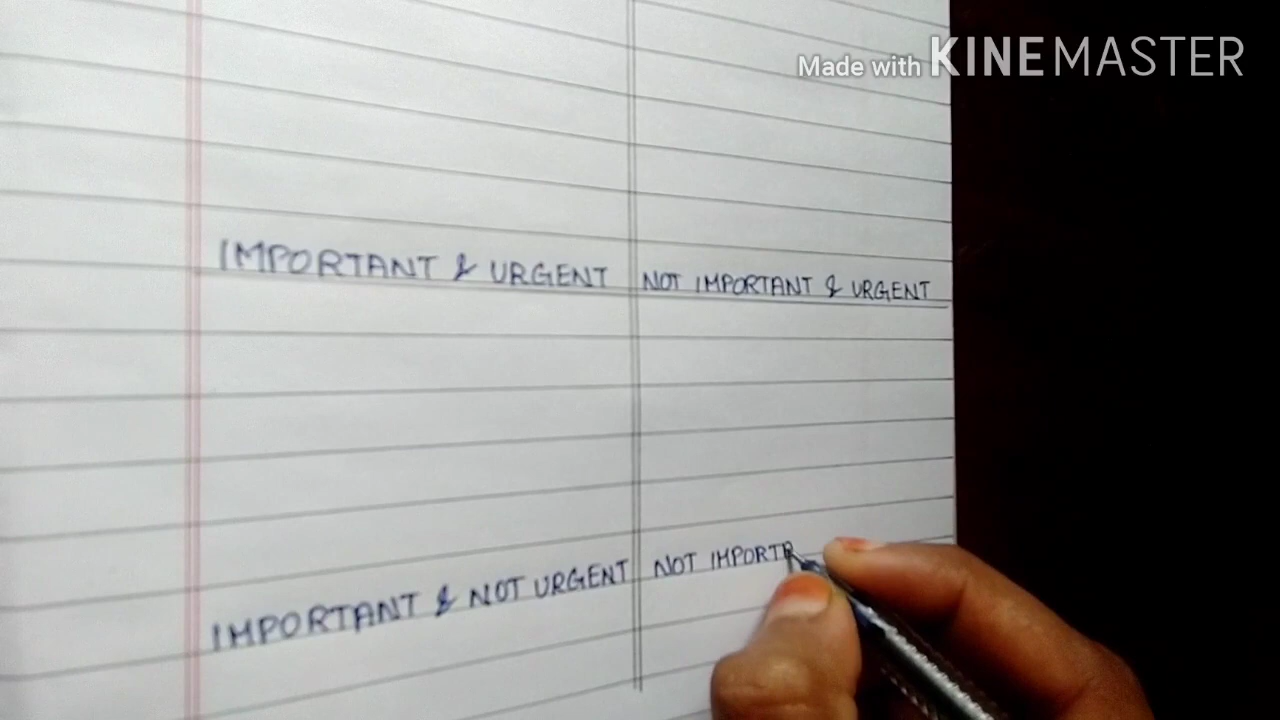 Made with KINEMASTER
IMPORTANT & URGENT
NOT IMPORTANT & URGENT
IMPORTANT & NOT URGENT
NOT IMPORTA